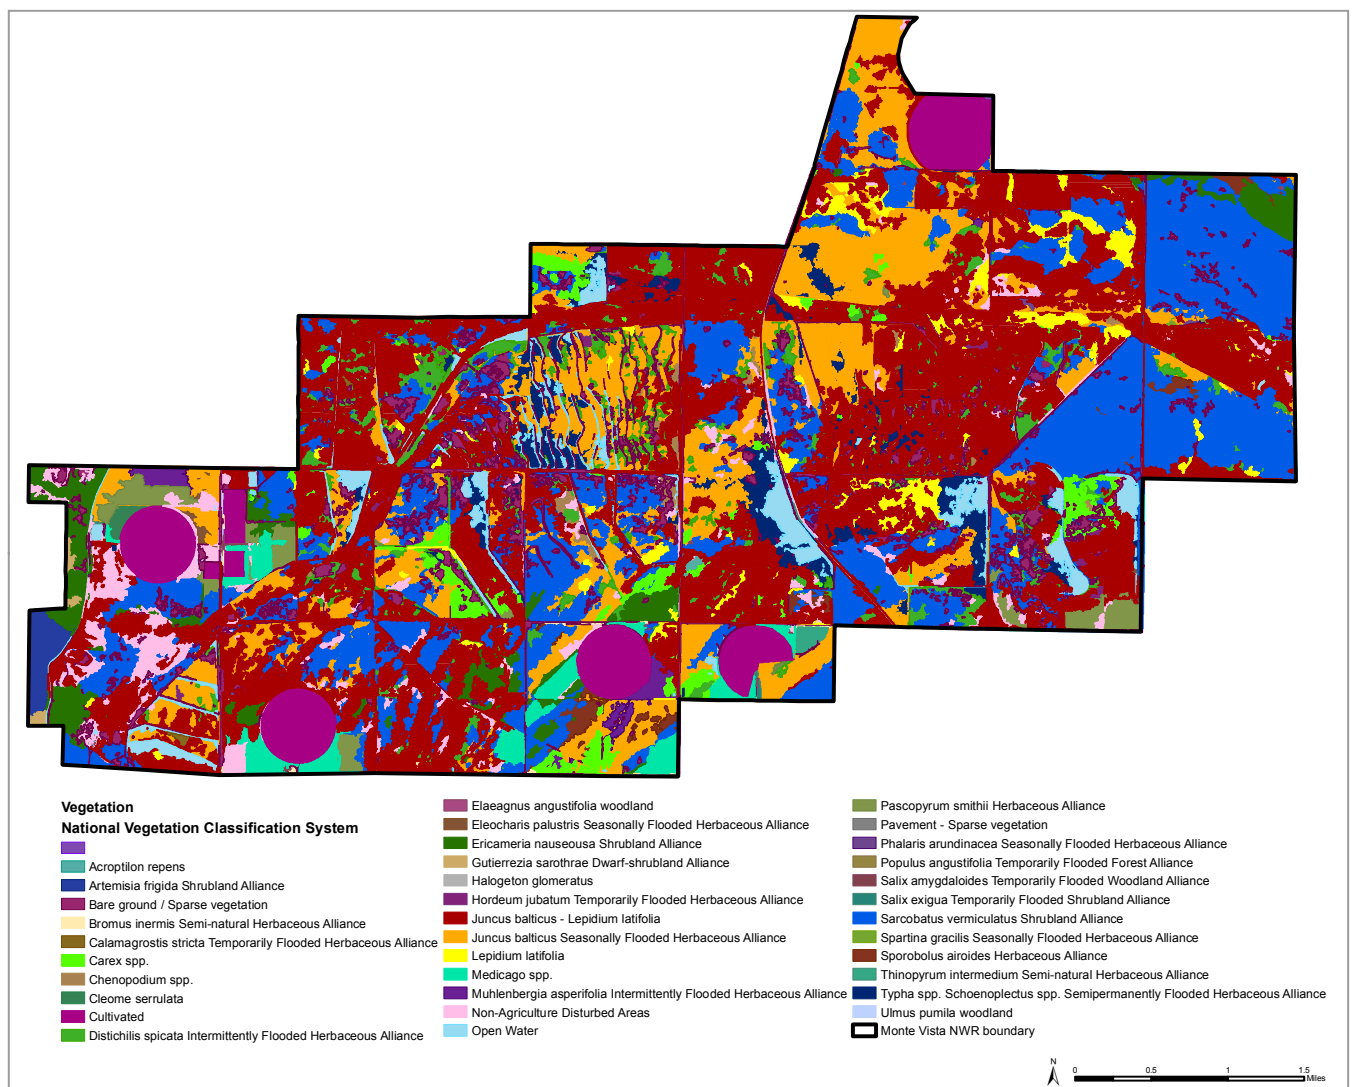 Vegetation
National Vegetation Classification System
Acroptilon repens
Artemisia frigida Shrubland Alliance
Bare ground / Sparse vegetation
Bromus inermis Semi-natural Herbaceous Alliance
Calamagrostis stricta Temporarily Flooded Herbaceous Alliance
Carex spp.
Chenopodium spp.
Cleome serrulata
Cultivated
Distichilis spicata Intermittently Flooded Herbaceous Alliance
Elaeagnus angustifolia woodland
Eleocharis palustris Seasonally Flooded Herbaceous Alliance
Ericameria nauseousa Shrubland Alliance
Gutierrezia sarothrae Dwarf-shrubland Alliance
Halogeton glomeratus
Hordeum jubatum Temporarily Flooded Herbaceous Alliance
Juncus balticus - Lepidium latifolia
Juncus balticus Seasonally Flooded Herbaceous Alliance
Lepidium latifolia
Medicago spp.
Muhlenbergia asperifolia Intermittently Flooded Herbaceous Alliance
Non-Agriculture Disturbed Areas
Open Water
Pascopyrum smithii Herbaceous Alliance
Pavement - Sparse vegetation
Phalaris arundinacea Seasonally Flooded Herbaceous Alliance
Populus angustifolia Temporarily Flooded Forest Alliance
Salix amygdaloides Temporarily Flooded Woodland Alliance
Salix exigua Temporarily Flooded Shrubland Alliance
Sarcobatus vermiculatus Shrubland Alliance
Spartina gracilis Seasonally Flooded Herbaceous Alliance
Sporobolus airoides Herbaceous Alliance
Thinopyrum intermedium Semi-natural Herbaceous Alliance
Typha spp. Schoenoplectus spp. Semipermanently Flooded Herbaceous Alliance
Ulmus pumila woodland
Monte Vista NWR boundary
N
0 0.5 1 1.5
Miles